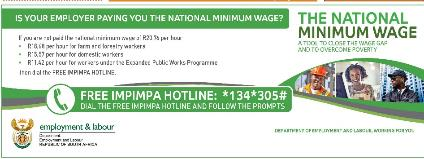 IS YOUR EMPLOYER PAYING YOU THE NATIONAL MINIMUM WAGE?
If you are not paid the national minimum wage of R20.76 per hour
• R18,68 per hour for farm and forestry workers
• R15,57 per hour for domestic workers
• R11,42 per hour for workers under the Expanded Public Works Programme
Then dial the FREE IMPIMPA HOTLINE.
FREE IMPIMPA HOTLINE: *134*305#
DIAL THE FREE IMPIMPA HOTLINE AND FOLLOW THE PROMPTS
employment & labour
Department:
Employment and Labour
REPUBLIC OF SOUTH AFRICA
THE NATIONAL
MINIMUM WAGE
A TOOL TO CLOSE THE WAGE GAP
AND TO OVERCOME POVERTY
DEPARTMENT OF EMPLOYMENT AND LABOUR, WORKING FOR YOU